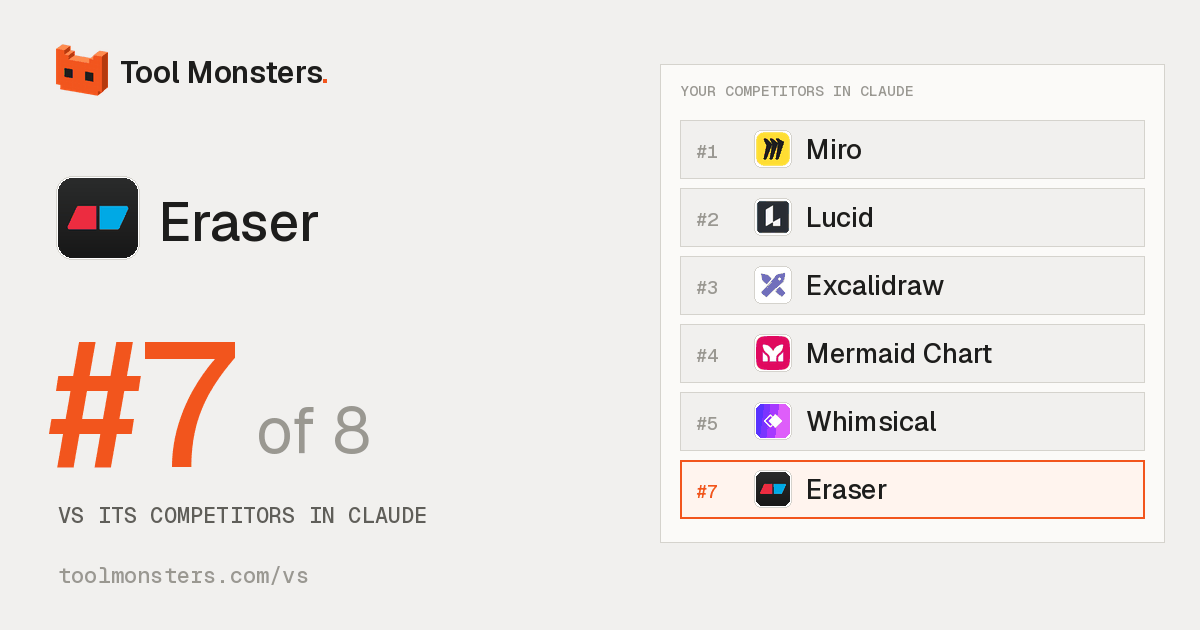 Tool Monsters.
Eraser
#7 of 8
VS ITS COMPETITORS IN CLAUDE
toolmonsters.com/vs
YOUR COMPETITORS IN CLAUDE
#1 Miro
#2 Lucid
#3 Excalidraw
#4 Mermaid Chart
#5 Whimsical
#7 Eraser